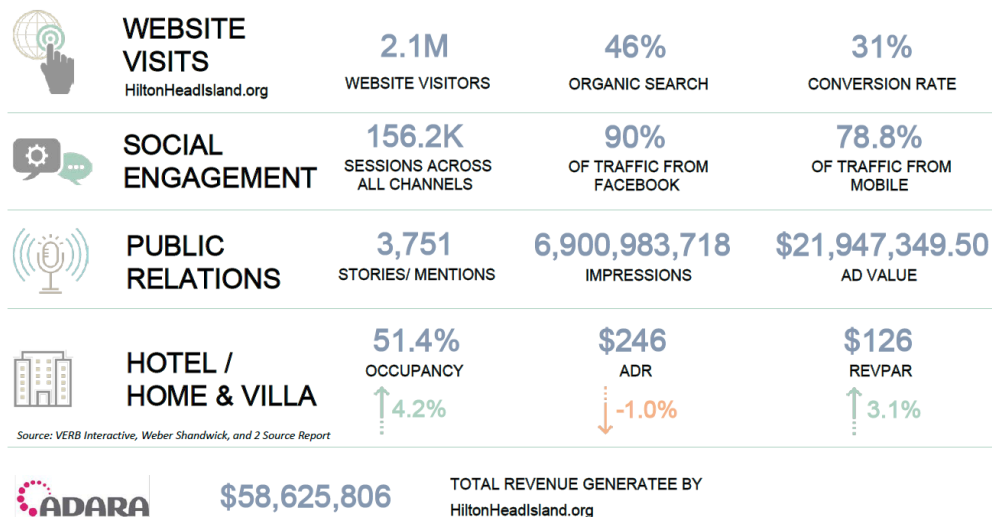 WEBSITE
VISITS
HiltonHeadIsland.org
2.1M
WEBSITE VISITORS
46%
ORGANIC SEARCH
31%
CONVERSION RATE
SOCIAL
ENGAGEMENT
156.2K
SESSIONS ACROSS
ALL CHANNELS
90%
OF TRAFFIC FROM
FACEBOOK
78.8%
OF TRAFFIC FROM
MOBILE
PUBLIC
RELATIONS
3,751
STORIES/ MENTIONS
6,900,983,718
IMPRESSIONS
$21,947,349.50
AD VALUE
HOTEL /
HOME & VILLA
51.4%
OCCUPANCY
4.2%
$246
ADR
-1.0%
$126
REVPAR
3.1%
Source: VERB Interactive, Weber Shandwick, and 2 Source Report
ADARA
$58,625,806
TOTAL REVENUE GENERATEE BY
HiltonHeadIsland.org